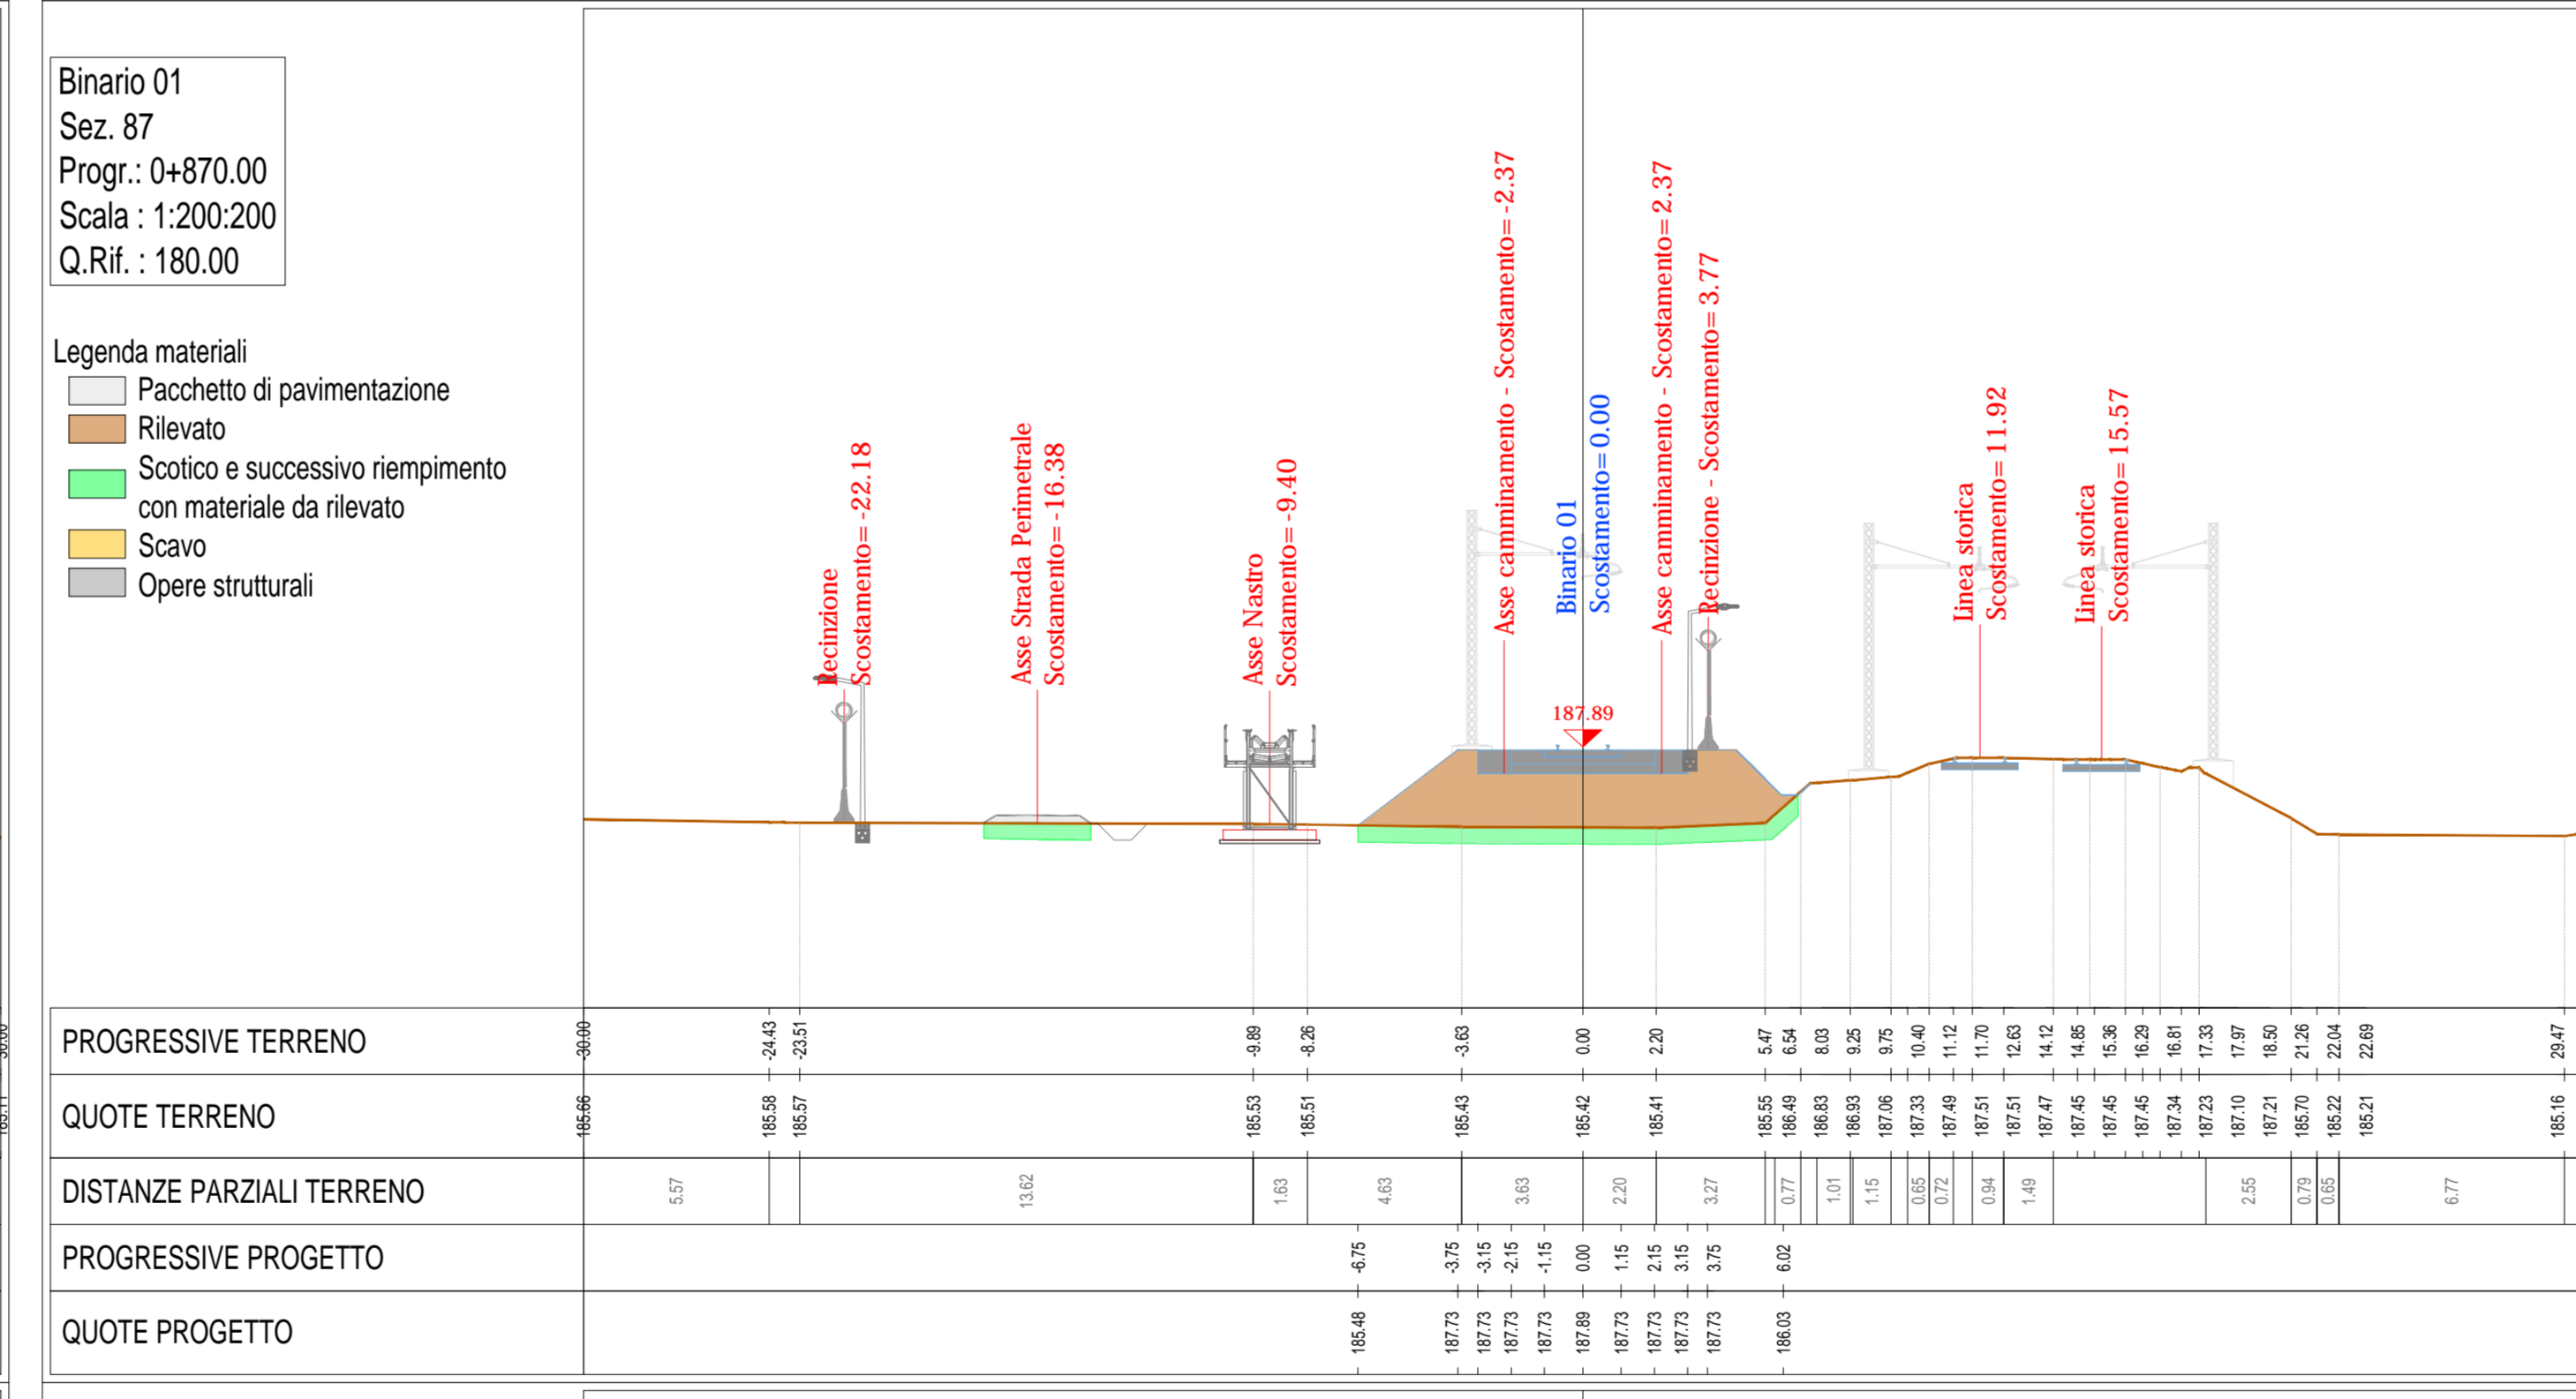 Binario 01
Sez. 87
Progr.: 0+870.00
Scala : 1:200:200
Q.Rif. : 180.00
Legenda materiali
Pacchetto di pavimentazione
Rilevato
Scotico e successivo riempimento
con materiale da rilevato
Scavo
Opere strutturali
Recinzione
Scostamento= -22.18
Asse Strada Perimetrale
Scostamento= -16.38
Asse Nastro
Scostamento= -9.40
Asse camminamento - Scostamento= -2.37
Binario 01
Scostamento= 0.00
Asse camminamento - Scostamento= 2.37
Recinzione - Scostamento= 3.77
Linea storica
Scostamento= 11.92
Linea storica
Scostamento= 15.57
187.89
PROGRESSIVE TERRENO
-30.00 -24.43 -23.51 -9.89 -8.26 -3.63 0.00 2.20 5.47 6.54 8.03 9.25 9.75 10.40 11.12 11.70 12.63 14.12 14.85 15.36 16.29 16.81 17.33 17.97 18.50 21.26 22.04 22.69 29.47
QUOTE TERRENO
185.66 185.58 185.57 185.53 185.51 185.43 185.42 185.41 185.55 186.49 186.83 186.93 187.06 187.33 187.49 187.51 187.51 187.47 187.45 187.45 187.45 187.34 187.23 187.10 187.21 185.70 185.22 185.21 185.16
DISTANZE PARZIALI TERRENO
5.57 13.62 1.63 4.63 3.63 2.20 3.27 0.77 1.01 1.15 0.65 0.72 0.94 1.49 2.55 0.79 0.65 6.77
PROGRESSIVE PROGETTO
-6.75 -3.75 -3.15 -2.15 -1.15 0.00 1.15 2.15 3.15 3.75 6.02
QUOTE PROGETTO
185.48 187.73 187.73 187.73 187.73 187.89 187.73 187.73 187.73 187.73 186.03